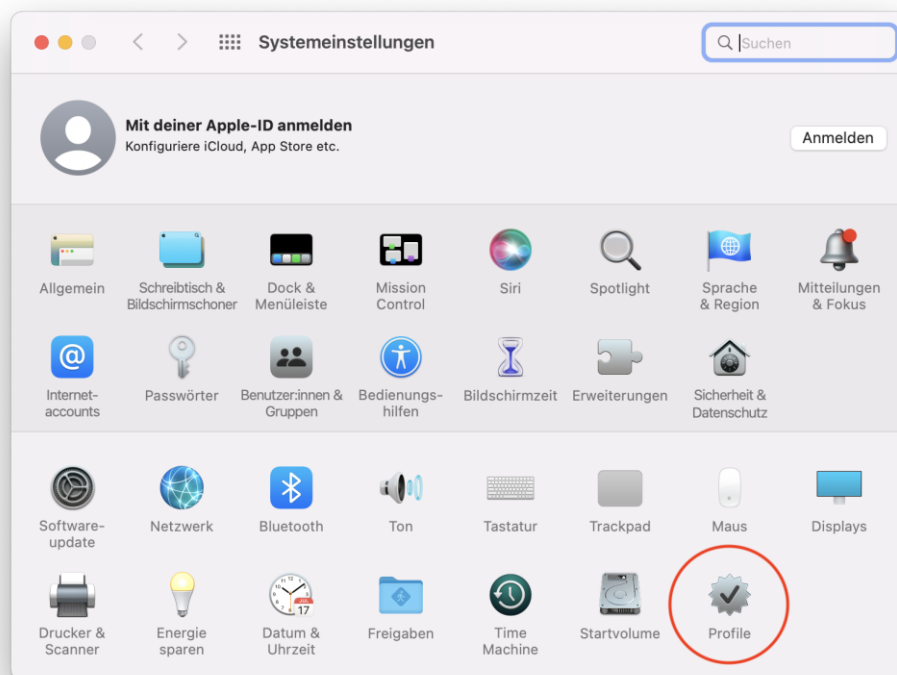 Systemeinstellungen
Suchen
Mit deiner Apple-ID anmelden
Konfiguriere iCloud, App Store etc.
Anmelden
Allgemein
Schreibtisch &
Bildschirmschoner
Dock &
Menüleiste
Mission
Control
Siri
Spotlight
Sprache
& Region
Mitteilungen
& Fokus
Internet-
accounts
Passwörter
Benutzer:innen &
Gruppen
Bedienungs-
hilfen
Bildschirmzeit
Erweiterungen
Sicherheit &
Datenschutz
Software-
update
Netzwerk
Bluetooth
Ton
Tastatur
Trackpad
Maus
Displays
Drucker &
Scanner
Energie
sparen
17
Datum &
Uhrzeit
Freigaben
Time
Machine
Startvolume
Profile